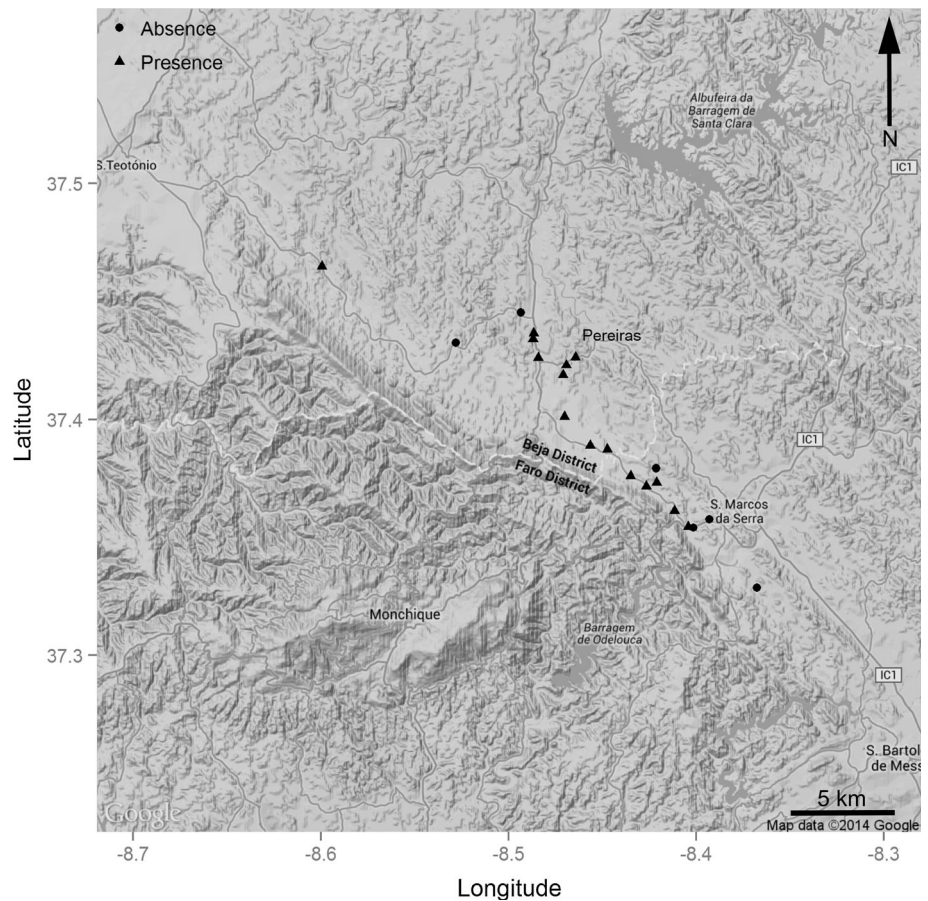 Absence
Presence
Albufeira da
Barragem de
Santa Clara
N
S.Teotónio
IC1
37.5
Pereiras
37.4
Latitude
IC1
Beja District
Faro District
S. Marcos
da Serra
Monchique
Barragem
de Odelouca
37.3
IC1
S. Bartol
de Mess
5 km
Google
Map data ©2014 Google
-8.7
-8.6
-8.5
-8.4
-8.3
Longitude